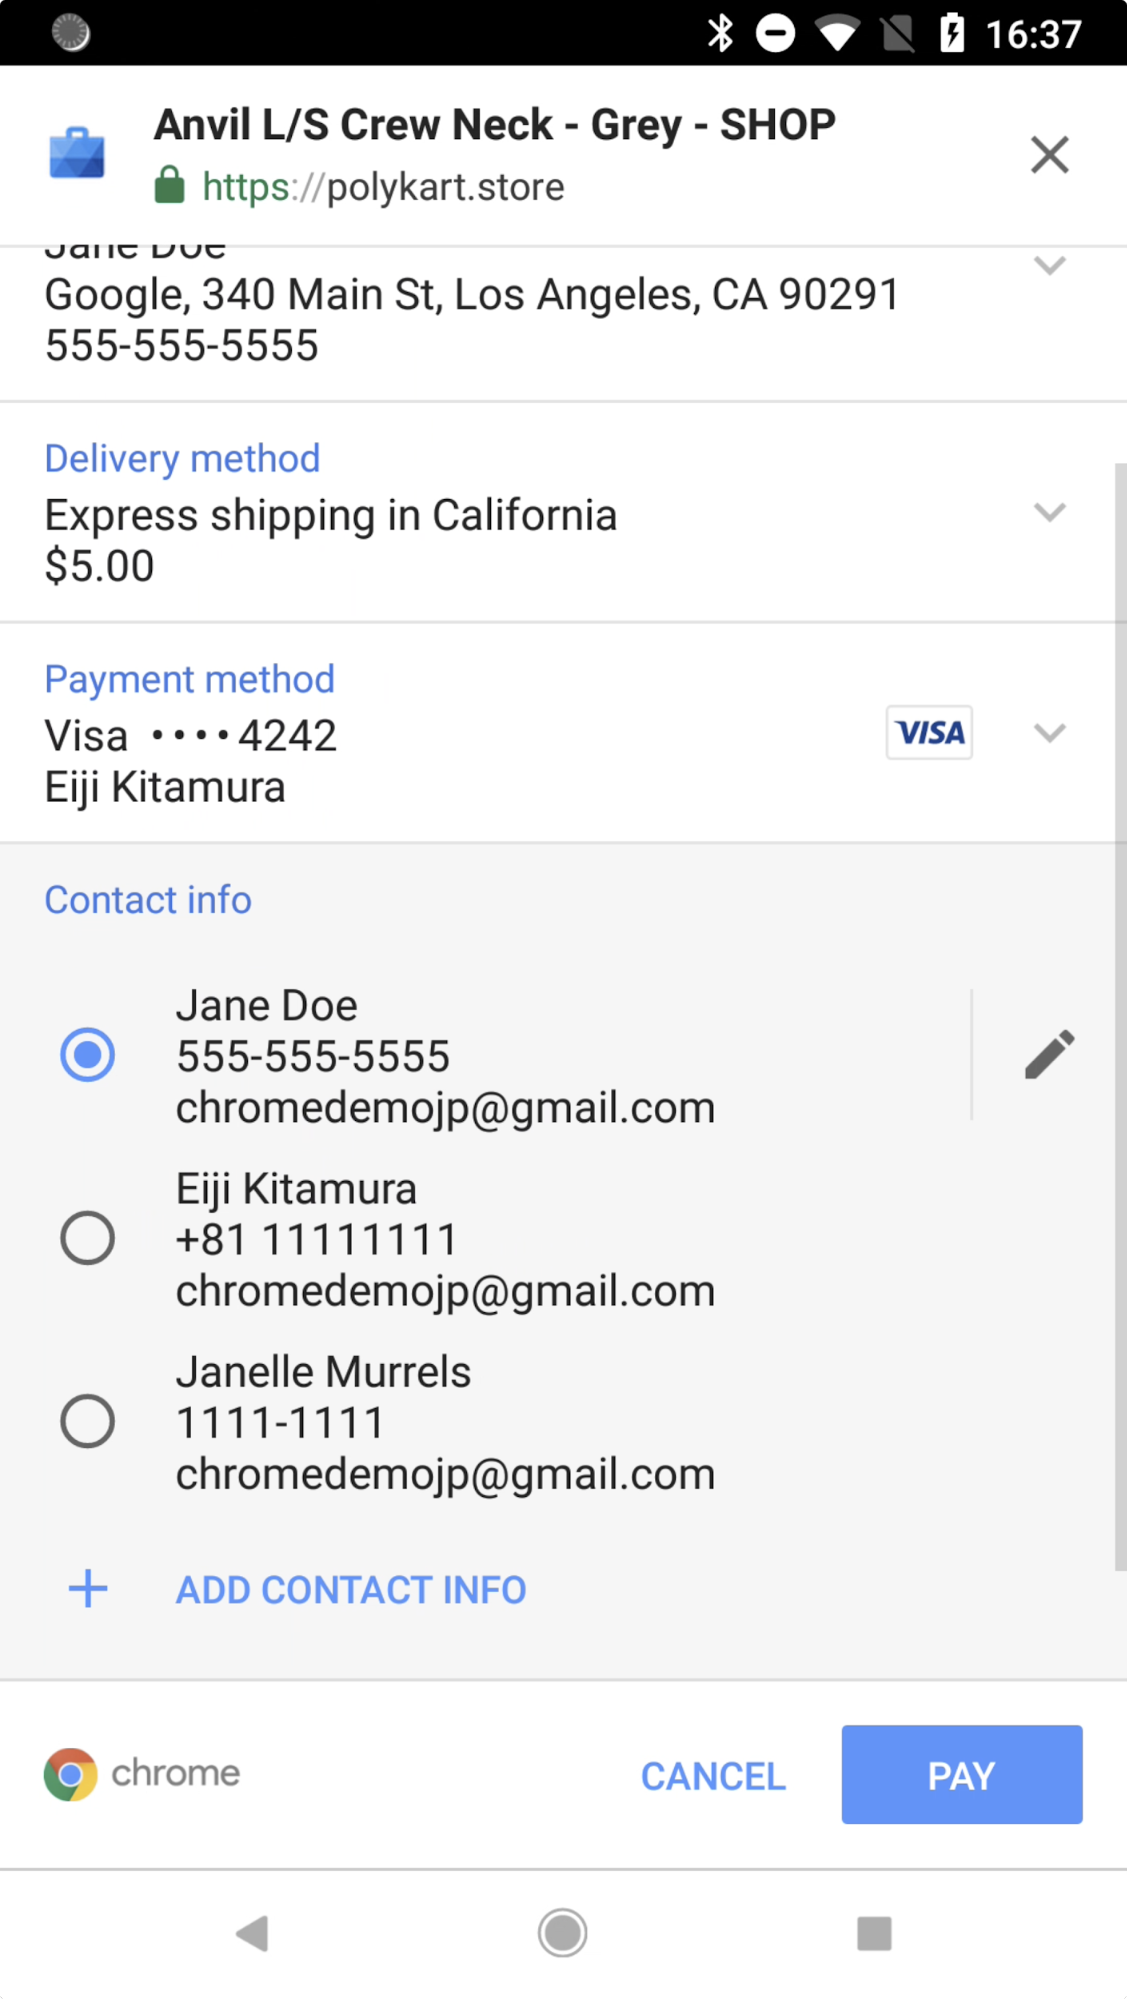 16:37
Anvil L/S Crew Neck - Grey - SHOP
https://polykart.store
Jane Doe
Google, 340 Main St, Los Angeles, CA 90291
555-555-5555
Delivery method
Express shipping in California
$5.00
Payment method
Visa ····4242
VISA
Eiji Kitamura
Contact info
Jane Doe
555-555-5555
chromedemojp@gmail.com
Eiji Kitamura
+81 11111111
chromedemojp@gmail.com
Janelle Murrels
1111-1111
chromedemojp@gmail.com
+ ADD CONTACT INFO
chrome
CANCEL
PAY